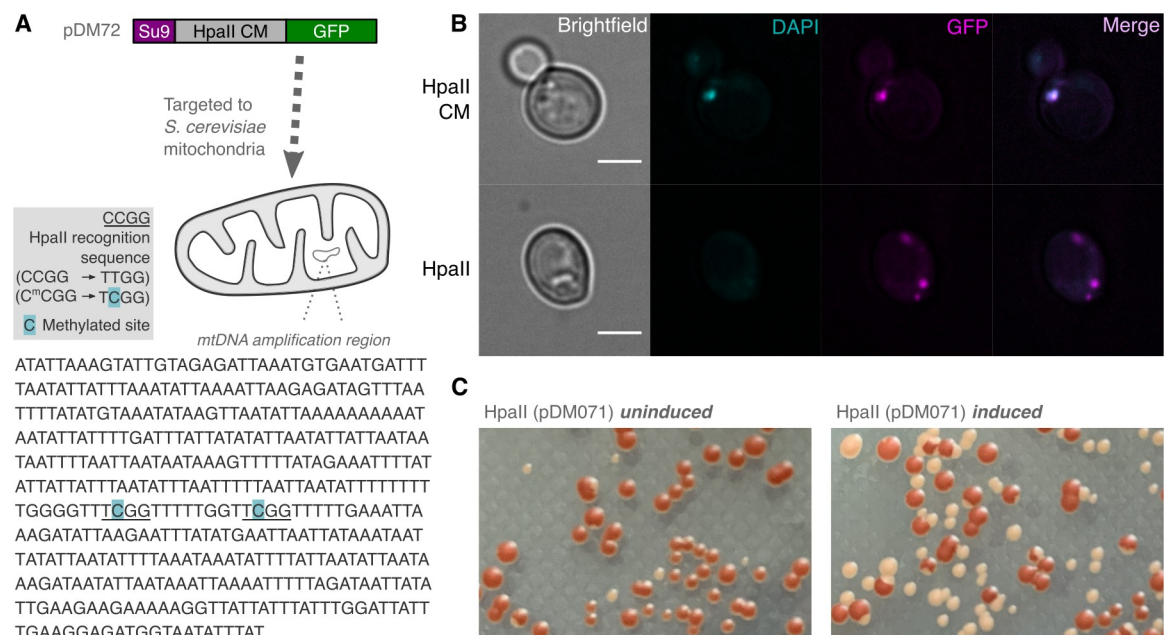 A
pDM72
Su9
HpaII CM
GFP
Targeted to
S. cerevisiae
mitochondria
CCGG
HpaII recognition
sequence
(CCGG → TTGG)
(CmCGG → TCGG)
C Methylated site
mtDNA amplification region
ATATTAAAGTATTGTAGAGATTAAATGTGAATGATTT
TAATATTATTTAAATATTAAAATTAAGAGATAGTTTAA
TTTTATATGTAAATATAAGTTAATATTAAAAAAAAAAT
AATATTATTTTGATTTATTATATATTAATATTATTAATAA
TAATTTTAATTAATAATAAAGTTTTTATAGAAATTTTAT
ATTATTATTTAATATTTAATTTTTAATTAATATTTTTTTT
TGGGGTTTCGGTTTTTGGTTCGGTTTTTGAAATTA
AAGATATTAAGAATTTATATGAATTAATTATAAATAAT
TATATTAATATTTTAAATAAATATTTTATTAATATTAATA
AAGATAATATTAATAAATTAAAATTTTTAGATAATTATA
TTGAAGAAGAAAAAGGTTATTATTTATTTGGATTATT
TGAAGGAGATGGTAATATTTAT
B
Brightfield
DAPI
GFP
Merge
HpaII
CM
HpaII
C
HpaII (pDM071) uninduced
HpaII (pDM071) induced